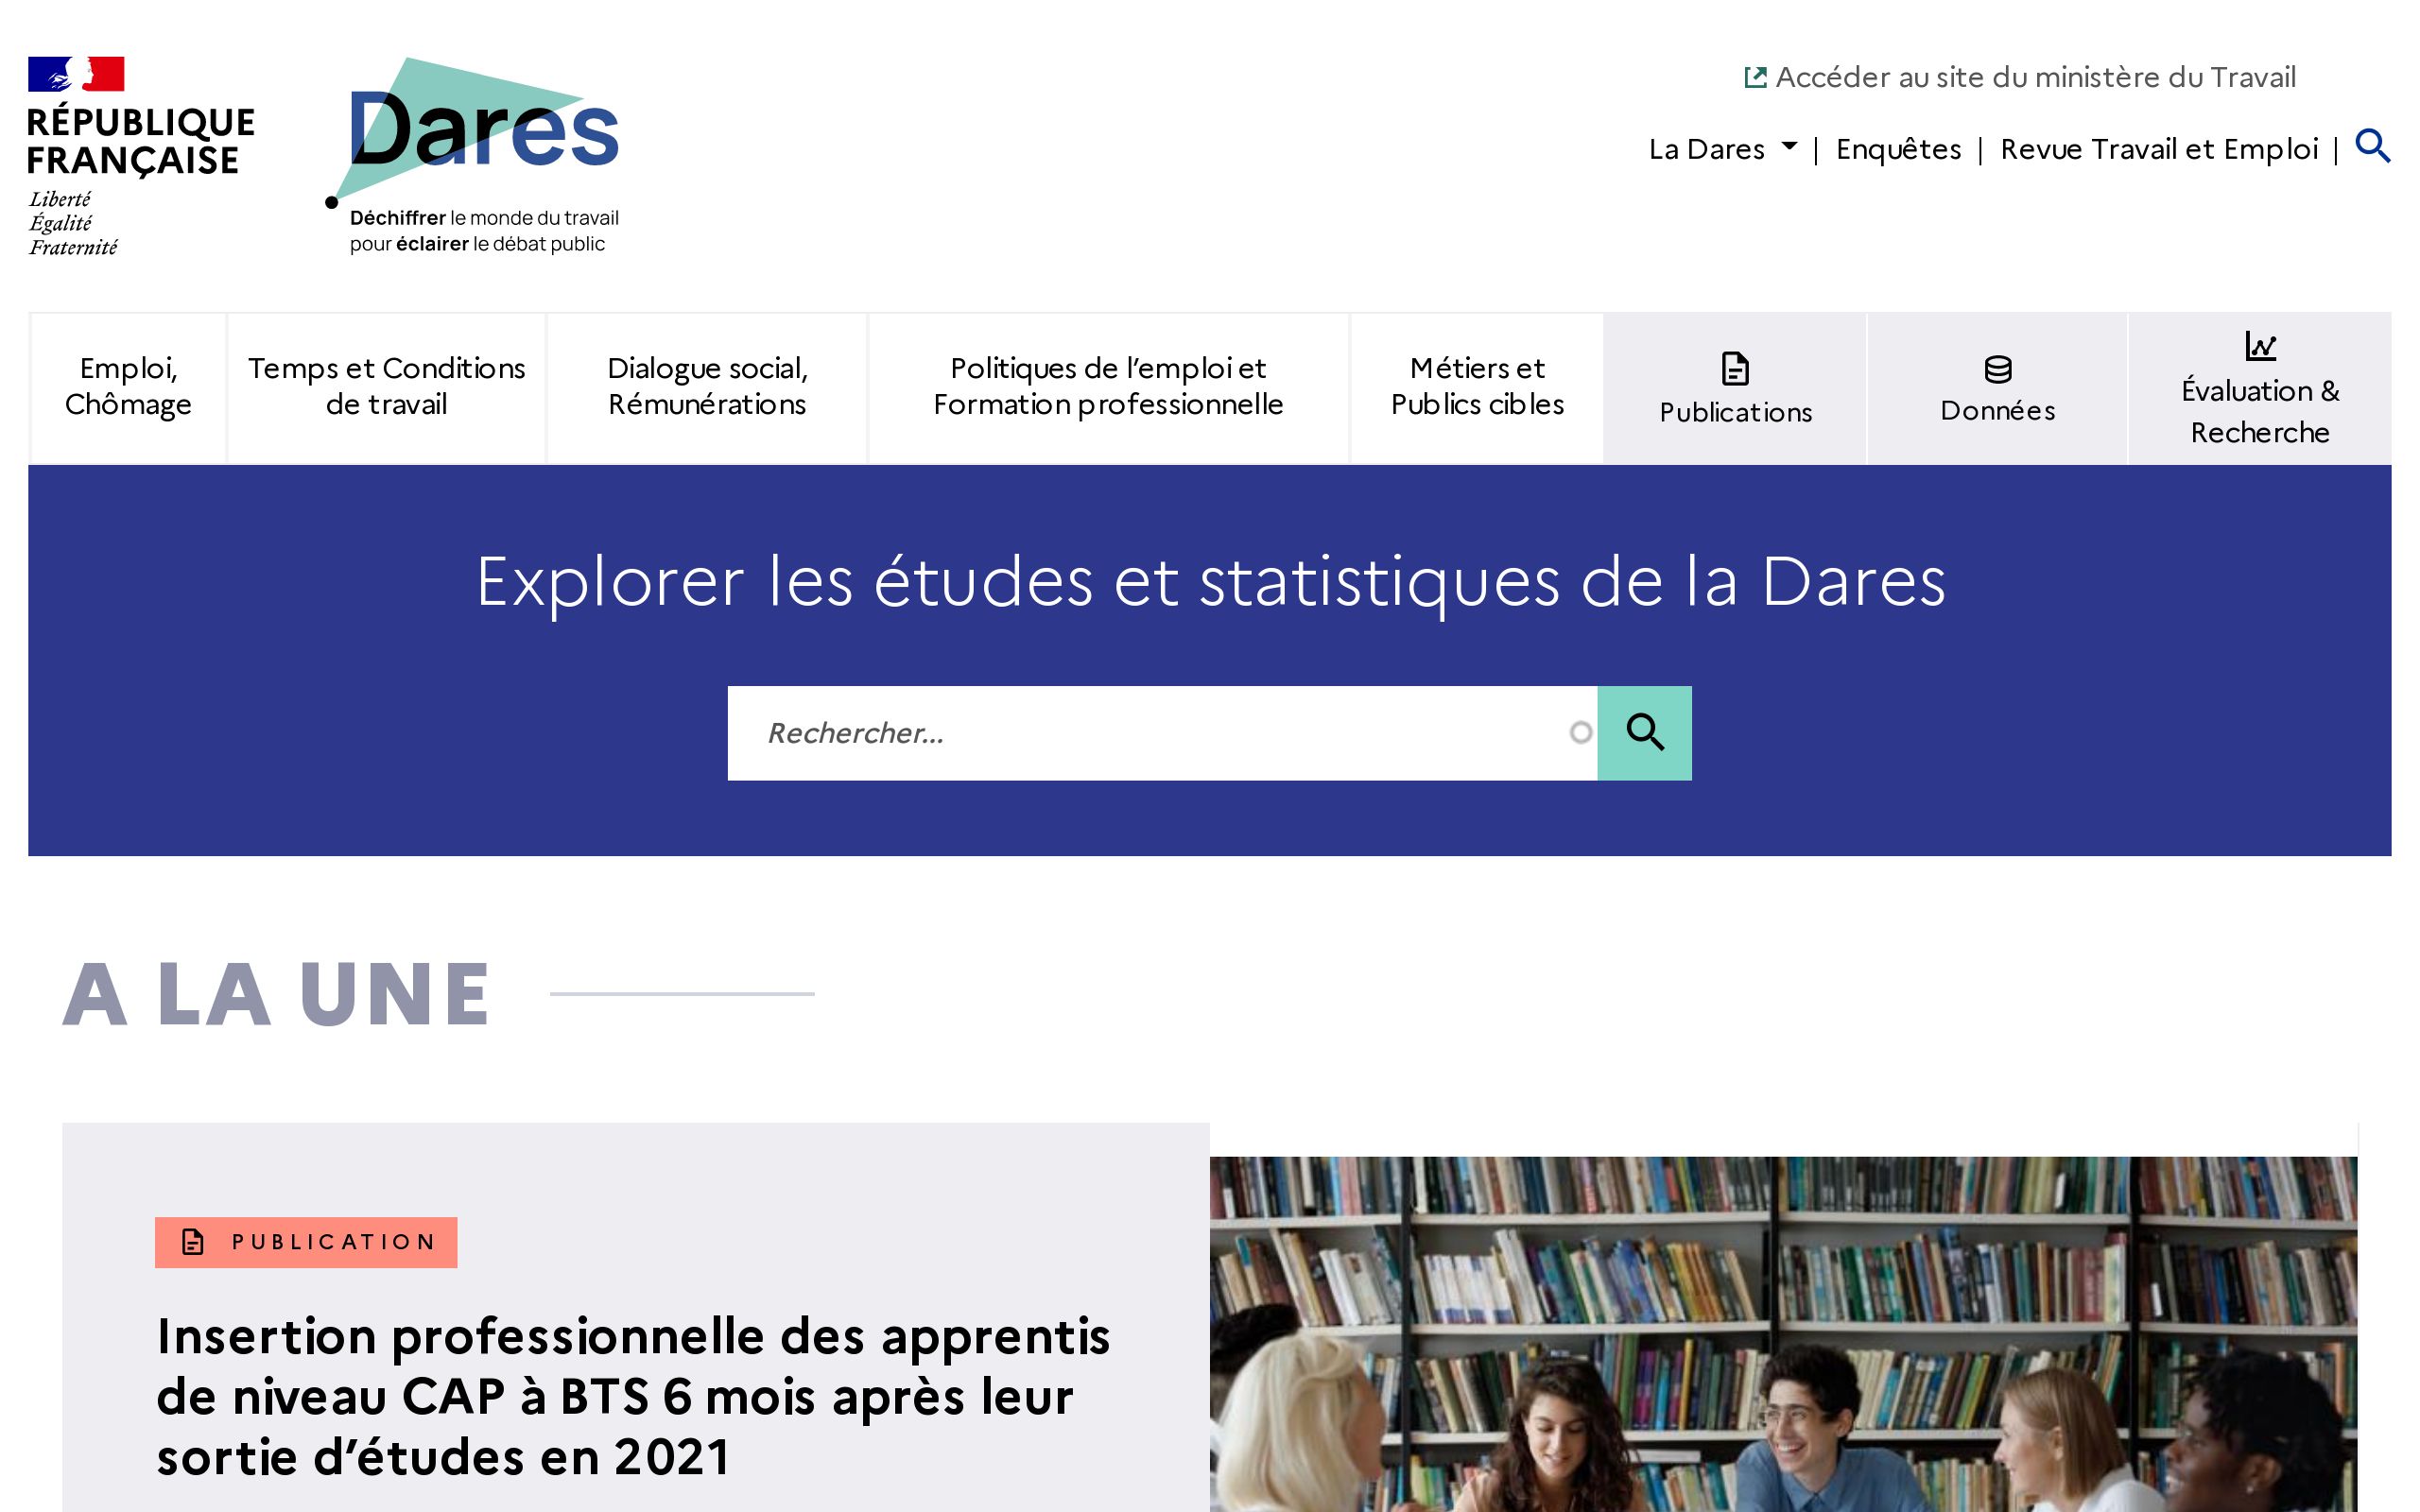 RÉPUBLIQUE
FRANÇAISE
Liberté
Égalité
Fraternité
Dares
Déchiffrer le monde du travail
pour éclairer le débat public
Accéder au site du ministère du Travail
La Dares | Enquêtes | Revue Travail et Emploi |
Emploi,
Chômage
Temps et Conditions
de travail
Dialogue social,
Rémunérations
Politiques de l’emploi et
Formation professionnelle
Métiers et
Publics cibles
Publications
Données
Évaluation &
Recherche
Explorer les études et statistiques de la Dares
Rechercher...
A LA UNE
PUBLICATION
Insertion professionnelle des apprentis
de niveau CAP à BTS 6 mois après leur
sortie d’études en 2021